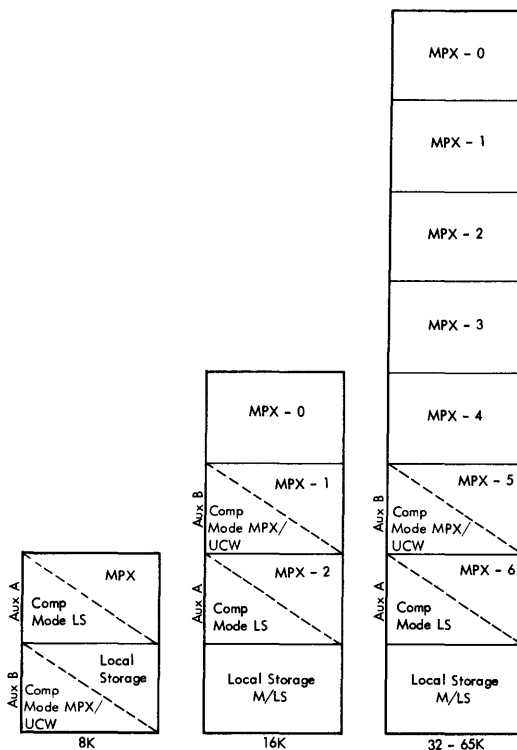 MPX
Comp
Mode LS
Aux A
Local
Storage
Comp
Mode MPX/
UCW
Aux B
8K
MPX - 0
MPX - 1
Comp
Mode MPX/
UCW
Aux B
MPX - 2
Comp
Mode LS
Aux A
Local Storage
M/LS
16K
MPX - 0
MPX - 1
MPX - 2
MPX - 3
MPX - 4
MPX - 5
Comp
Mode MPX/
UCW
Aux B
MPX - 6
Comp
Mode LS
Aux A
Local Storage
M/LS
32 - 65K